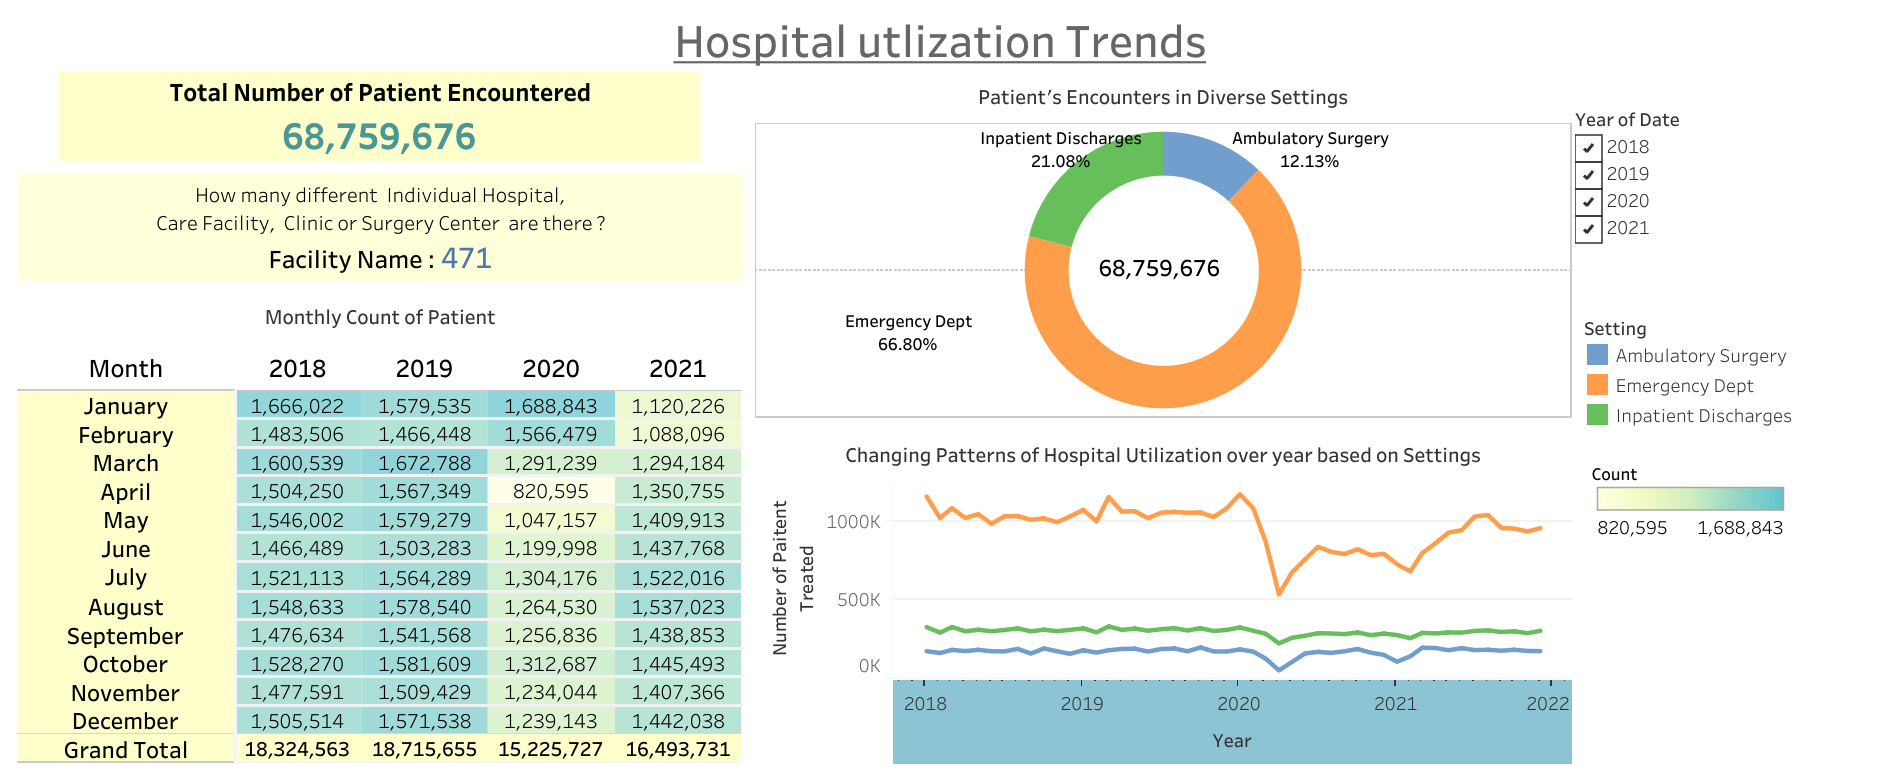 Hospital utlization Trends
Total Number of Patient Encountered
68,759,676
How many different Individual Hospital,
Care Facility, Clinic or Surgery Center are there ?
Facility Name : 471
Monthly Count of Patient
Month 2018 2019 2020 2021
January 1,666,022 1,579,535 1,688,843 1,120,226
February 1,483,506 1,466,448 1,566,479 1,088,096
March 1,600,539 1,672,788 1,291,239 1,294,184
April 1,504,250 1,567,349 820,595 1,350,755
May 1,546,002 1,579,279 1,047,157 1,409,913
June 1,466,489 1,503,283 1,199,998 1,437,768
July 1,521,113 1,564,289 1,304,176 1,522,016
August 1,548,633 1,578,540 1,264,530 1,537,023
September 1,476,634 1,541,568 1,256,836 1,438,853
October 1,528,270 1,581,609 1,312,687 1,445,493
November 1,477,591 1,509,429 1,234,044 1,407,366
December 1,505,514 1,571,538 1,239,143 1,442,038
Grand Total 18,324,563 18,715,655 15,225,727 16,493,731
Patient's Encounters in Diverse Settings
Inpatient Discharges
21.08%
Ambulatory Surgery
12.13%
68,759,676
Emergency Dept
66.80%
Year of Date
2018
2019
2020
2021
Setting
Ambulatory Surgery
Emergency Dept
Inpatient Discharges
Changing Patterns of Hospital Utilization over year based on Settings
Number of Paitent
Treated
1000K
500K
0K
2018 2019 2020 2021 2022
Year
Count
820,595 1,688,843